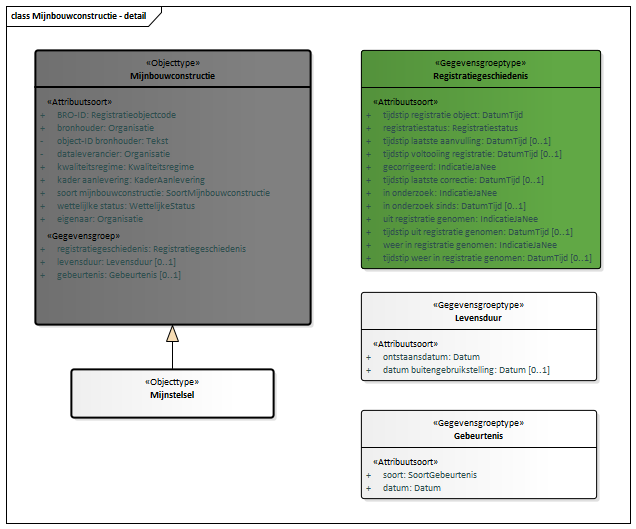 class Mijnbouwconstructie - detail
«Objecttype»
Mijnbouwconstructie
«Attribuutsoort»
+ BRO-ID: Registratieobjectcode
+ bronhouder: Organisatie
- object-ID bronhouder: Tekst
- dataleverancier: Organisatie
+ kwaliteitsregime: Kwaliteitsregime
+ kader aanlevering: KaderAanlevering
+ soort mijnbouwconstructie: SoortMijnbouwconstructie
+ wettelijke status: WettelijkeStatus
+ eigenaar: Organisatie
«Gegevensgroep»
+ registratiegeschiedenis: Registratiegeschiedenis
+ levensduur: Levensduur [0..1]
+ gebeurtenis: Gebeurtenis [0..1]
«Objecttype»
Mijnstelsel
«Gegevensgroeptype»
Registratiegeschiedenis
«Attribuutsoort»
+ tijdstip registratie object: DatumTijd
+ registratiestatus: Registratiestatus
+ tijdstip laatste aanvulling: DatumTijd [0..1]
+ tijdstip voltooiing registratie: DatumTijd [0..1]
+ gecorrigeerd: IndicatieJaNee
+ tijdstip laatste correctie: DatumTijd [0..1]
+ in onderzoek: IndicatieJaNee
+ in onderzoek sinds: DatumTijd [0..1]
+ uit registratie genomen: IndicatieJaNee
+ tijdstip uit registratie genomen: DatumTijd [0..1]
+ weer in registratie genomen: IndicatieJaNee
+ tijdstip weer in registratie genomen: DatumTijd [0..1]
«Gegevensgroeptype»
Levensduur
«Attribuutsoort»
+ ontstaansdatum: Datum
+ datum buitengebruikstelling: Datum [0..1]
«Gegevensgroeptype»
Gebeurtenis
«Attribuutsoort»
+ soort: SoortGebeurtenis
+ datum: Datum